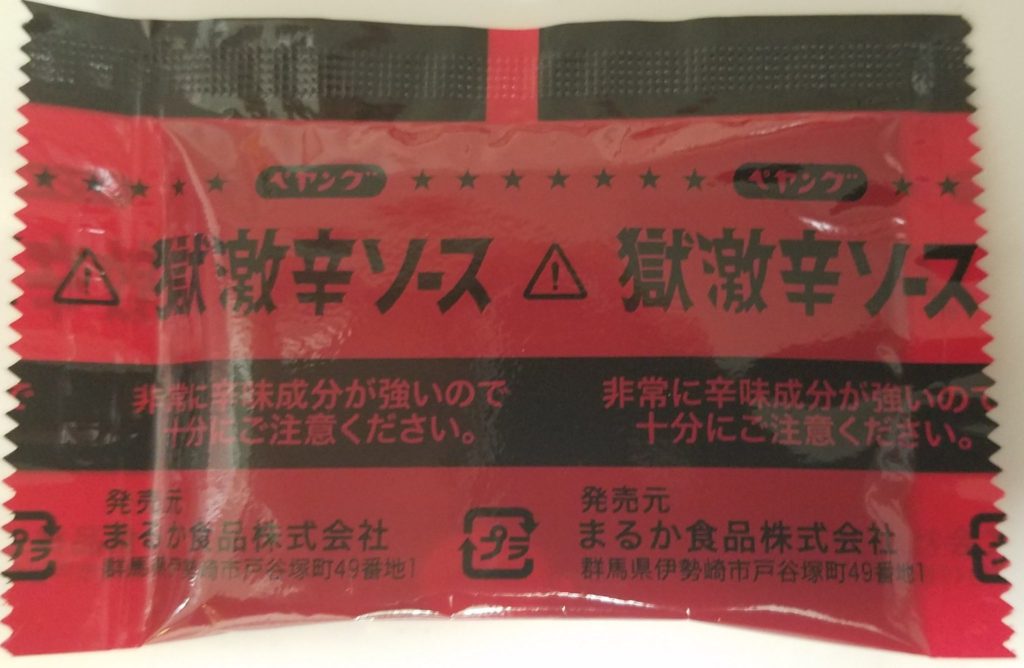 ペヤング ペヤング
獄激辛ソース 獄激辛ソース
で 非常に辛味成分が強いので 非常に辛味成分が強いので
十分にご注意ください。 十分にご注意ください。
発売元 発売元
プラ まるか食品株式会社 プラ まるか食品株式会社
群馬県伊勢崎市戸谷塚町49番地1 群馬県伊勢崎市戸谷塚町49番地1